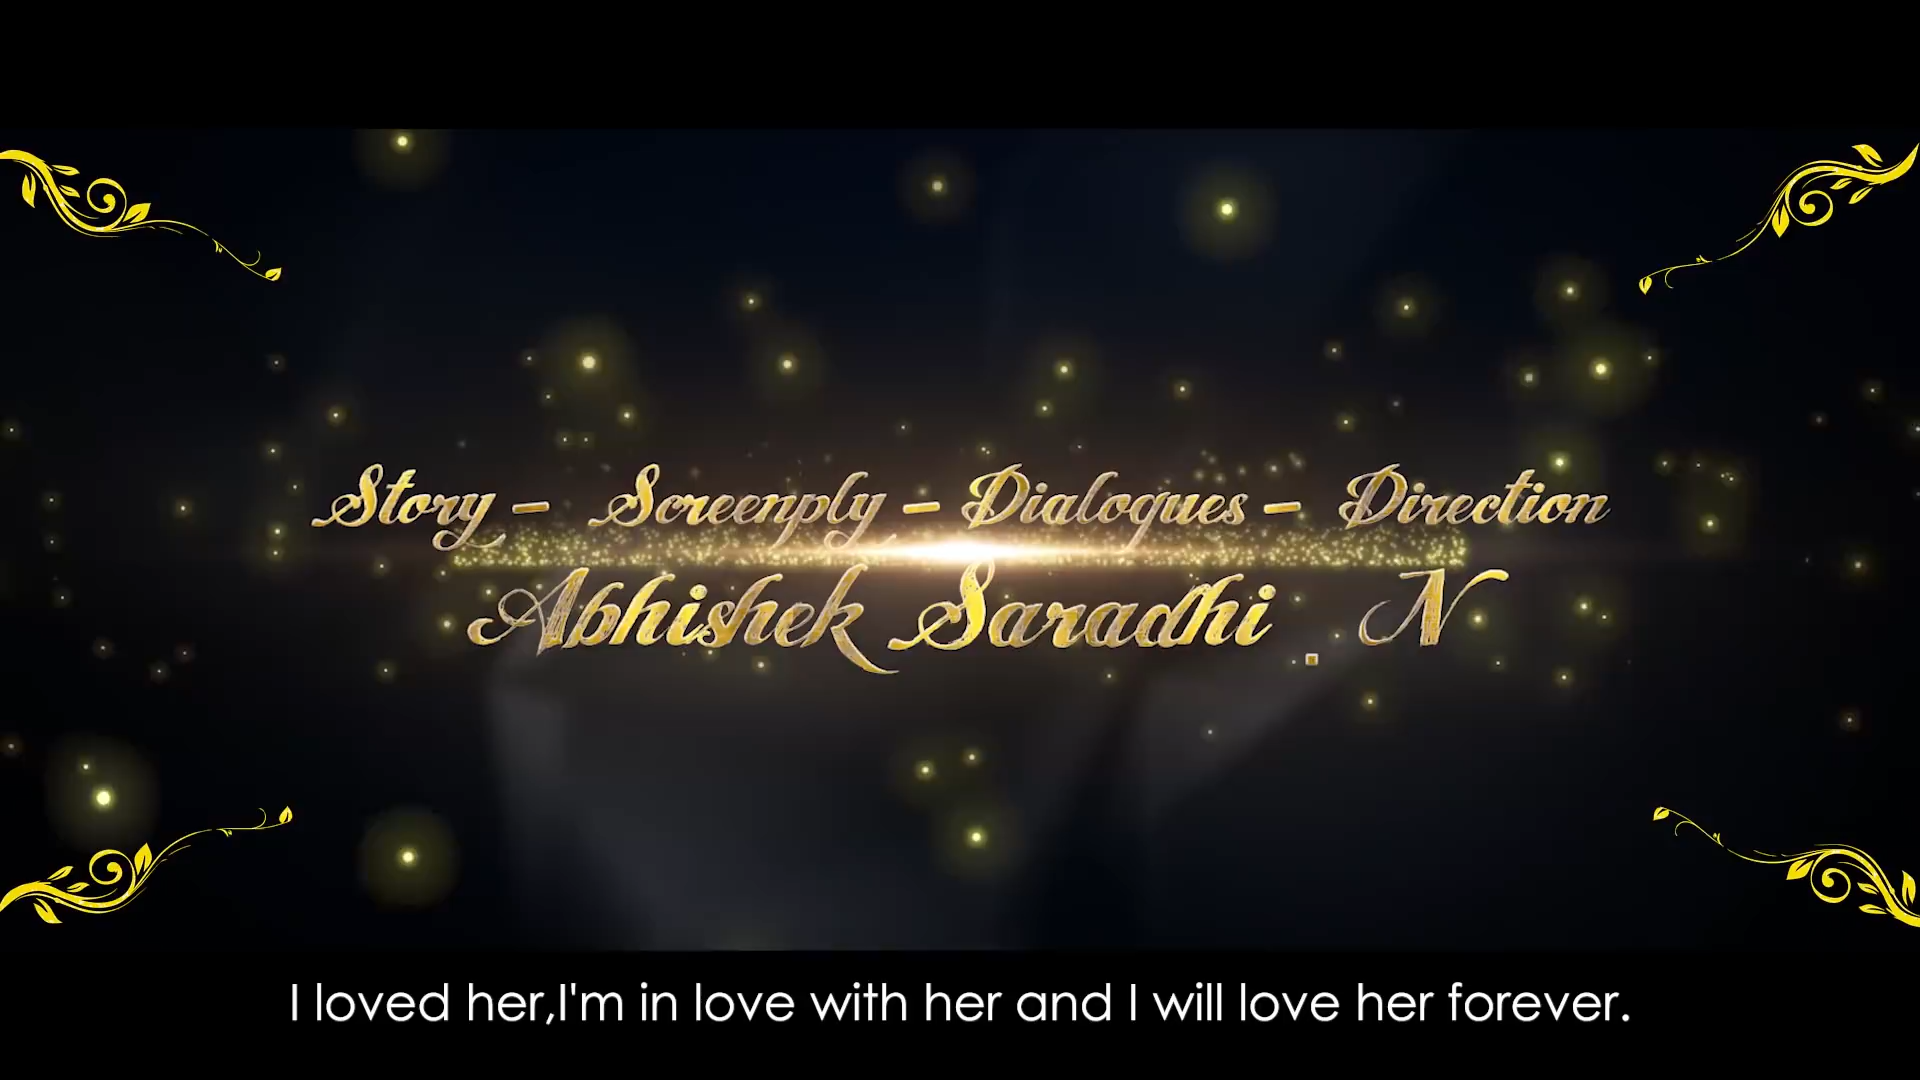 Story - Screenply - Dialogues - Direction
Abhishek Saradhi . N
I loved her,I'm in love with her and I will love her forever.